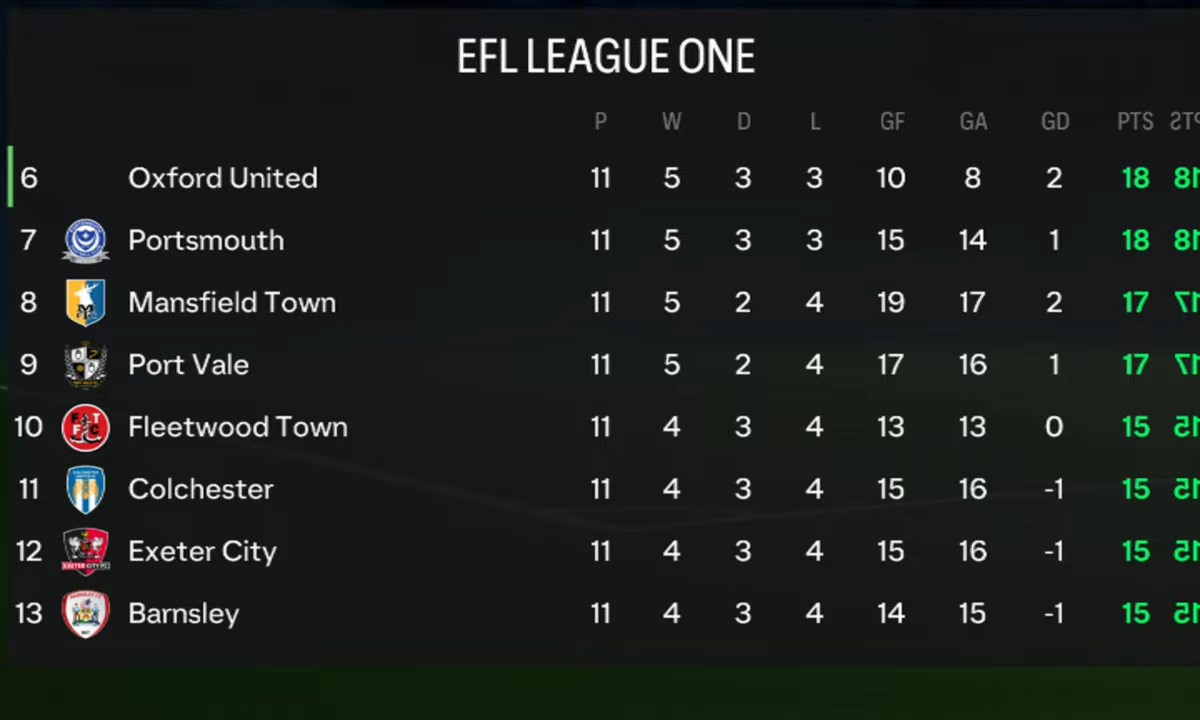 EFL LEAGUE ONE
P W D L GF GA GD PTS
6 Oxford United 11 5 3 3 10 8 2 18
7 Portsmouth 11 5 3 3 15 14 1 18
8 Mansfield Town 11 5 2 4 19 17 2 17
9 Port Vale 11 5 2 4 17 16 1 17
10 Fleetwood Town 11 4 3 4 13 13 0 15
11 Colchester 11 4 3 4 15 16 -1 15
12 Exeter City 11 4 3 4 15 16 -1 15
13 Barnsley 11 4 3 4 14 15 -1 15